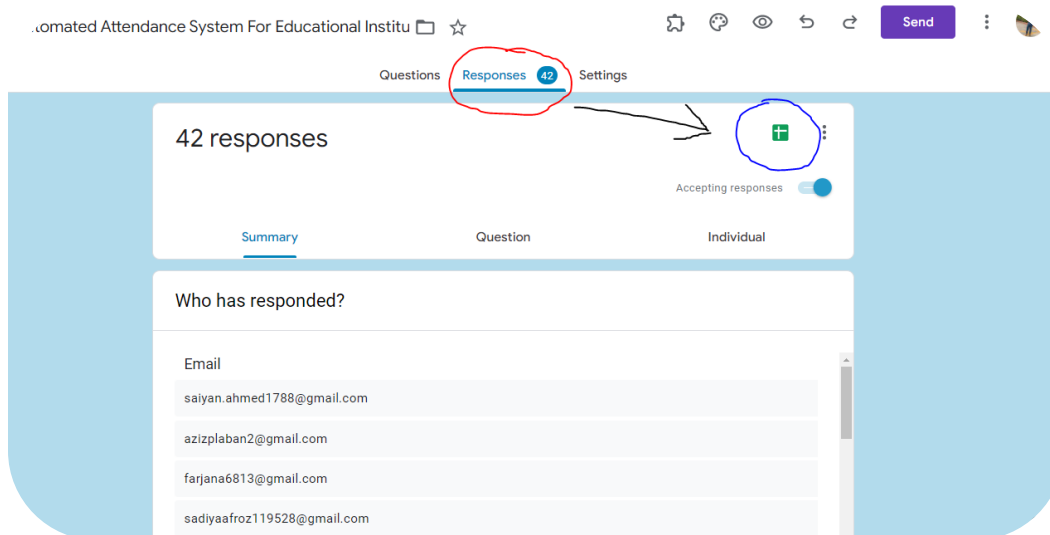 tomated Attendance System For Educational Institu
Send
Questions Responses 42 Settings
42 responses
Accepting responses
Summary Question Individual
Who has responded?
Email
saiyan.ahmed1788@gmail.com
azizplaban2@gmail.com
farjana6813@gmail.com
sadiyaafroz119528@gmail.com